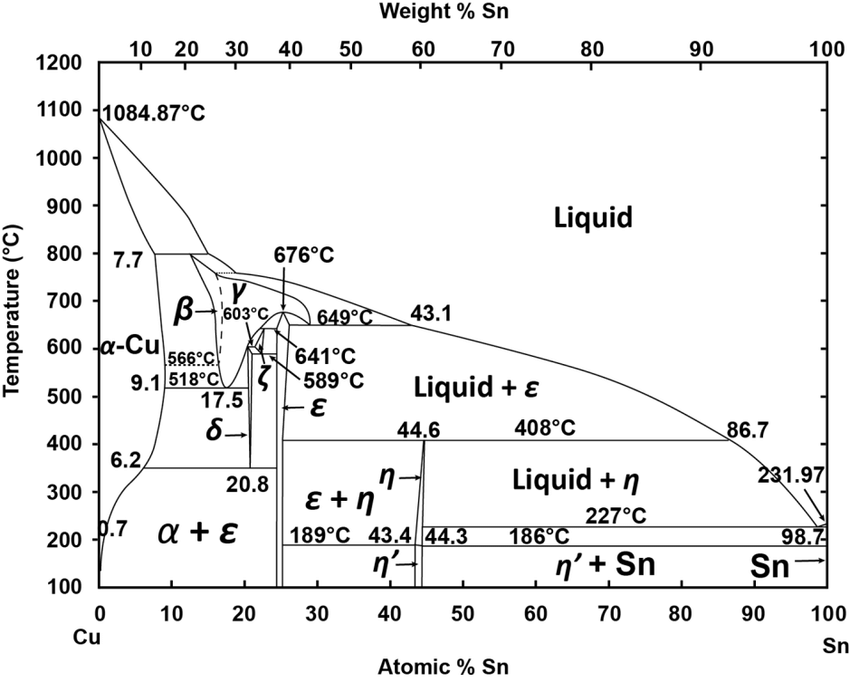 Weight % Sn
10 20 30 40 50 60 70 80 90 100
1200
1100
1000
900
800
700
600
500
400
300
200
100
Temperature (°C)
1084.87°C
Liquid
7.7
676°C
γ
β
603°C
649°C
43.1
α-Cu
566°C
641°C
ζ
589°C
9.1
518°C
17.5
Liquid + ε
ε
δ
44.6
408°C
86.7
6.2
20.8
η
Liquid + η
231.97
ε + η
227°C
0.7
α + ε
189°C
43.4
44.3
186°C
98.7
η’
η’ + Sn
Sn
0 10 20 30 40 50 60 70 80 90 100
Cu
Sn
Atomic % Sn